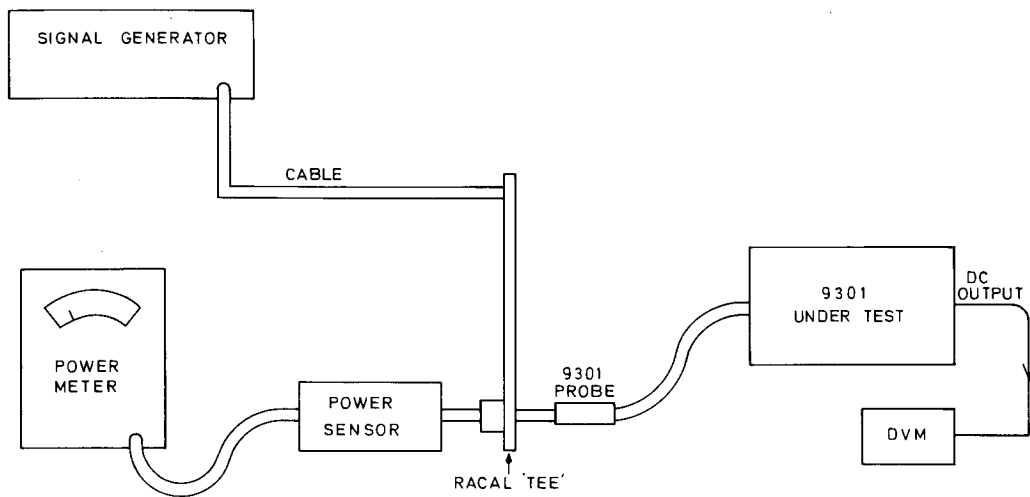 SIGNAL GENERATOR
CABLE
POWER
METER
POWER
SENSOR
RACAL 'TEE'
9301
PROBE
9301
UNDER TEST
DC
OUTPUT
DVM